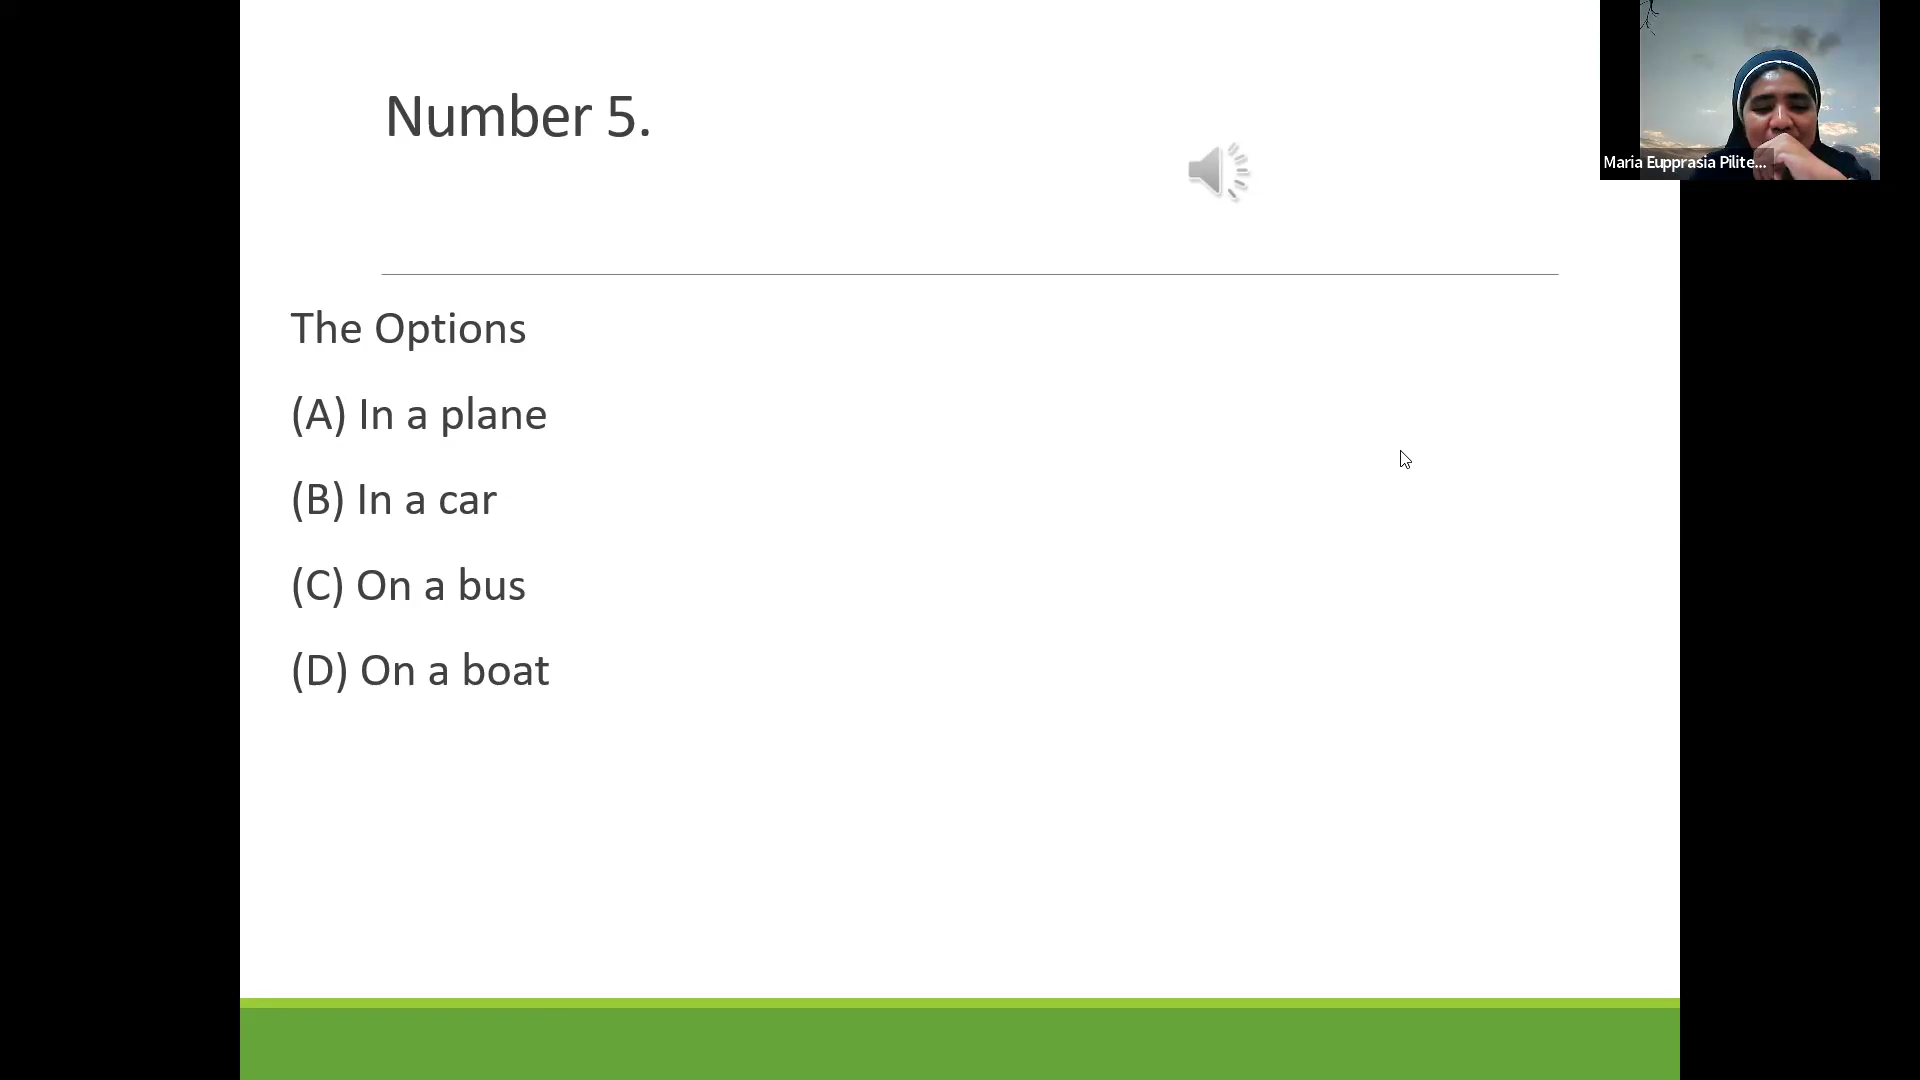 Number 5.
Maria Eupprasia Pilite...
The Options
(A) In a plane
(B) In a car
(C) On a bus
(D) On a boat